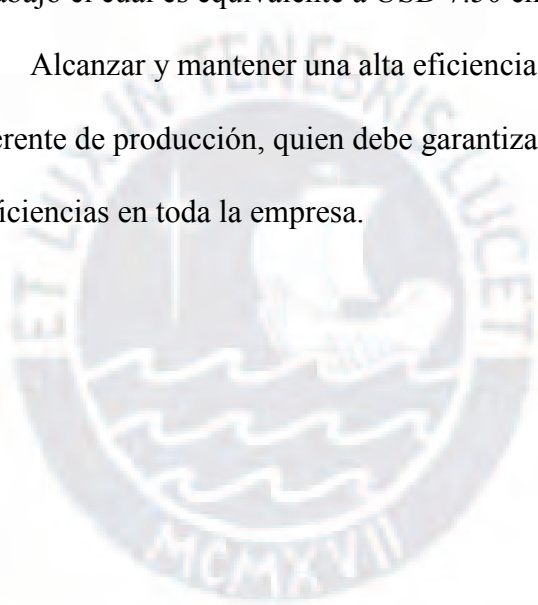 abajo el cual es equivalente a USD 7.50 en
Alcanzar y mantener una alta eficiencia
erente de producción, quien debe garantiza
iciencias en toda la empresa.
ET LUX IN TENEBRIS LUCET
MCMXVII